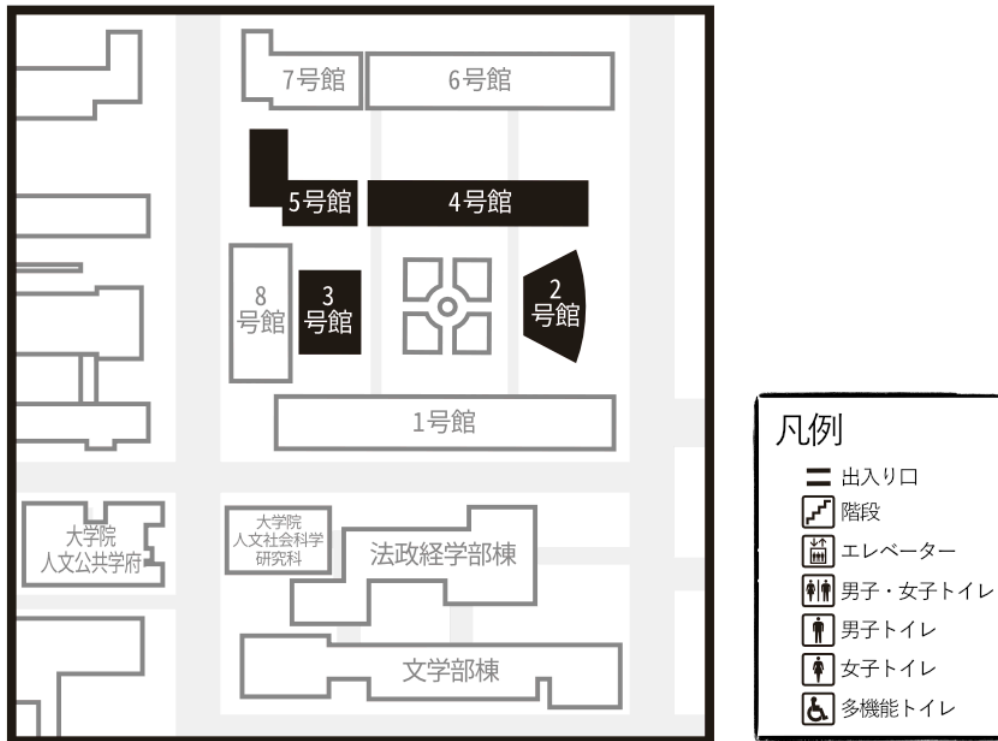 7号館
6号館
5号館
4号館
8
号館
3
号館
2
号館
1号館
大学院
人文公共学府
大学院
人文社会科学
研究科
法政経学部棟
文学部棟
凡例
出入り口
階段
エレベーター
男子・女子トイレ
男子トイレ
女子トイレ
多機能トイレ